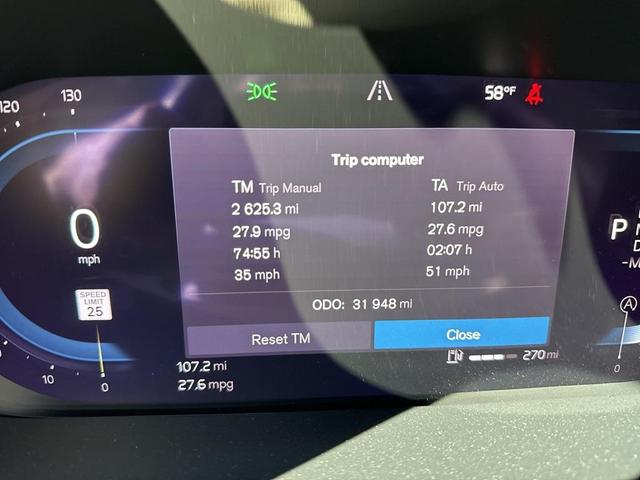 120 130
58°F
Trip computer
TM Trip Manual TA Trip Auto
2 625.3 mi 107.2 mi
27.9 mpg 27.6 mpg
74:55 h 02:07 h
35 mph 51 mph
ODO: 31 948 mi
Reset TM Close
0
mph
SPEED
LIMIT
25
P
D
-M
A
10 0
107.2 mi
27.6 mpg
270 mi
0